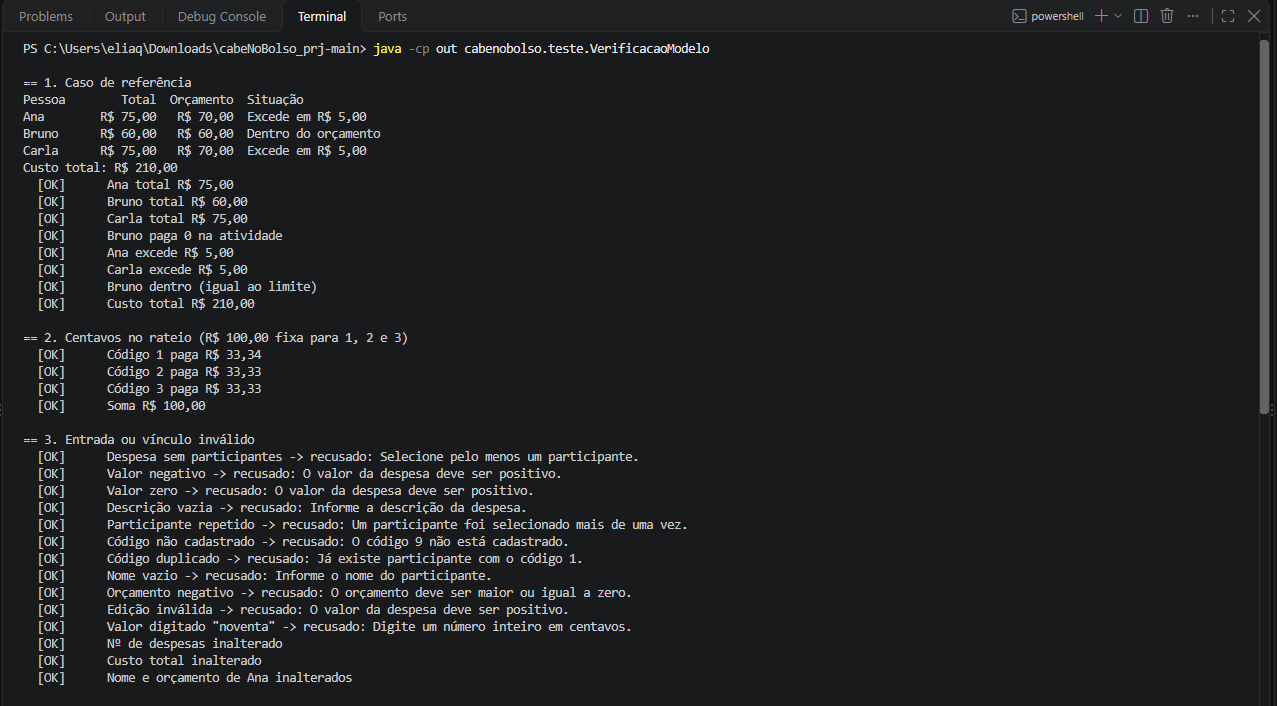 Problems Output Debug Console Terminal Ports powershell
PS C:\Users\eliaq\Downloads\cabeNoBolso_prj-main> java -cp out cabenobolso.teste.VerificacaoModelo
== 1. Caso de referência
Pessoa Total Orçamento Situação
Ana R$ 75,00 R$ 70,00 Excede em R$ 5,00
Bruno R$ 60,00 R$ 60,00 Dentro do orçamento
Carla R$ 75,00 R$ 70,00 Excede em R$ 5,00
Custo total: R$ 210,00
[OK] Ana total R$ 75,00
[OK] Bruno total R$ 60,00
[OK] Carla total R$ 75,00
[OK] Bruno paga 0 na atividade
[OK] Ana excede R$ 5,00
[OK] Carla excede R$ 5,00
[OK] Bruno dentro (igual ao limite)
[OK] Custo total R$ 210,00
== 2. Centavos no rateio (R$ 100,00 fixa para 1, 2 e 3)
[OK] Código 1 paga R$ 33,34
[OK] Código 2 paga R$ 33,33
[OK] Código 3 paga R$ 33,33
[OK] Soma R$ 100,00
== 3. Entrada ou vínculo inválido
[OK] Despesa sem participantes -> recusado: Selecione pelo menos um participante.
[OK] Valor negativo -> recusado: O valor da despesa deve ser positivo.
[OK] Valor zero -> recusado: O valor da despesa deve ser positivo.
[OK] Descrição vazia -> recusado: Informe a descrição da despesa.
[OK] Participante repetido -> recusado: Um participante foi selecionado mais de uma vez.
[OK] Código não cadastrado -> recusado: O código 9 não está cadastrado.
[OK] Código duplicado -> recusado: Já existe participante com o código 1.
[OK] Nome vazio -> recusado: Informe o nome do participante.
[OK] Orçamento negativo -> recusado: O orçamento deve ser maior ou igual a zero.
[OK] Edição inválida -> recusado: O valor da despesa deve ser positivo.
[OK] Valor digitado "noventa" -> recusado: Digite um número inteiro em centavos.
[OK] Nº de despesas inalterado
[OK] Custo total inalterado
[OK] Nome e orçamento de Ana inalterados